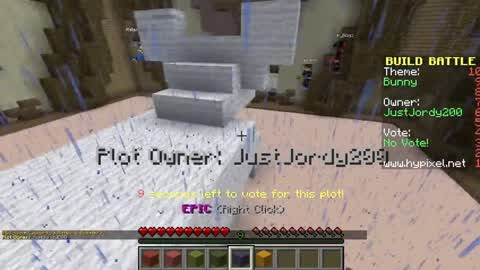 BUILD BATTLE
Theme:
Bunny
Owner:
JustJordy200
Vote:
No Vote!
www.hypixel.net
Plot Owner: JustJordy200
9 seconds left to vote for this plot!
EPIC (Right Click)